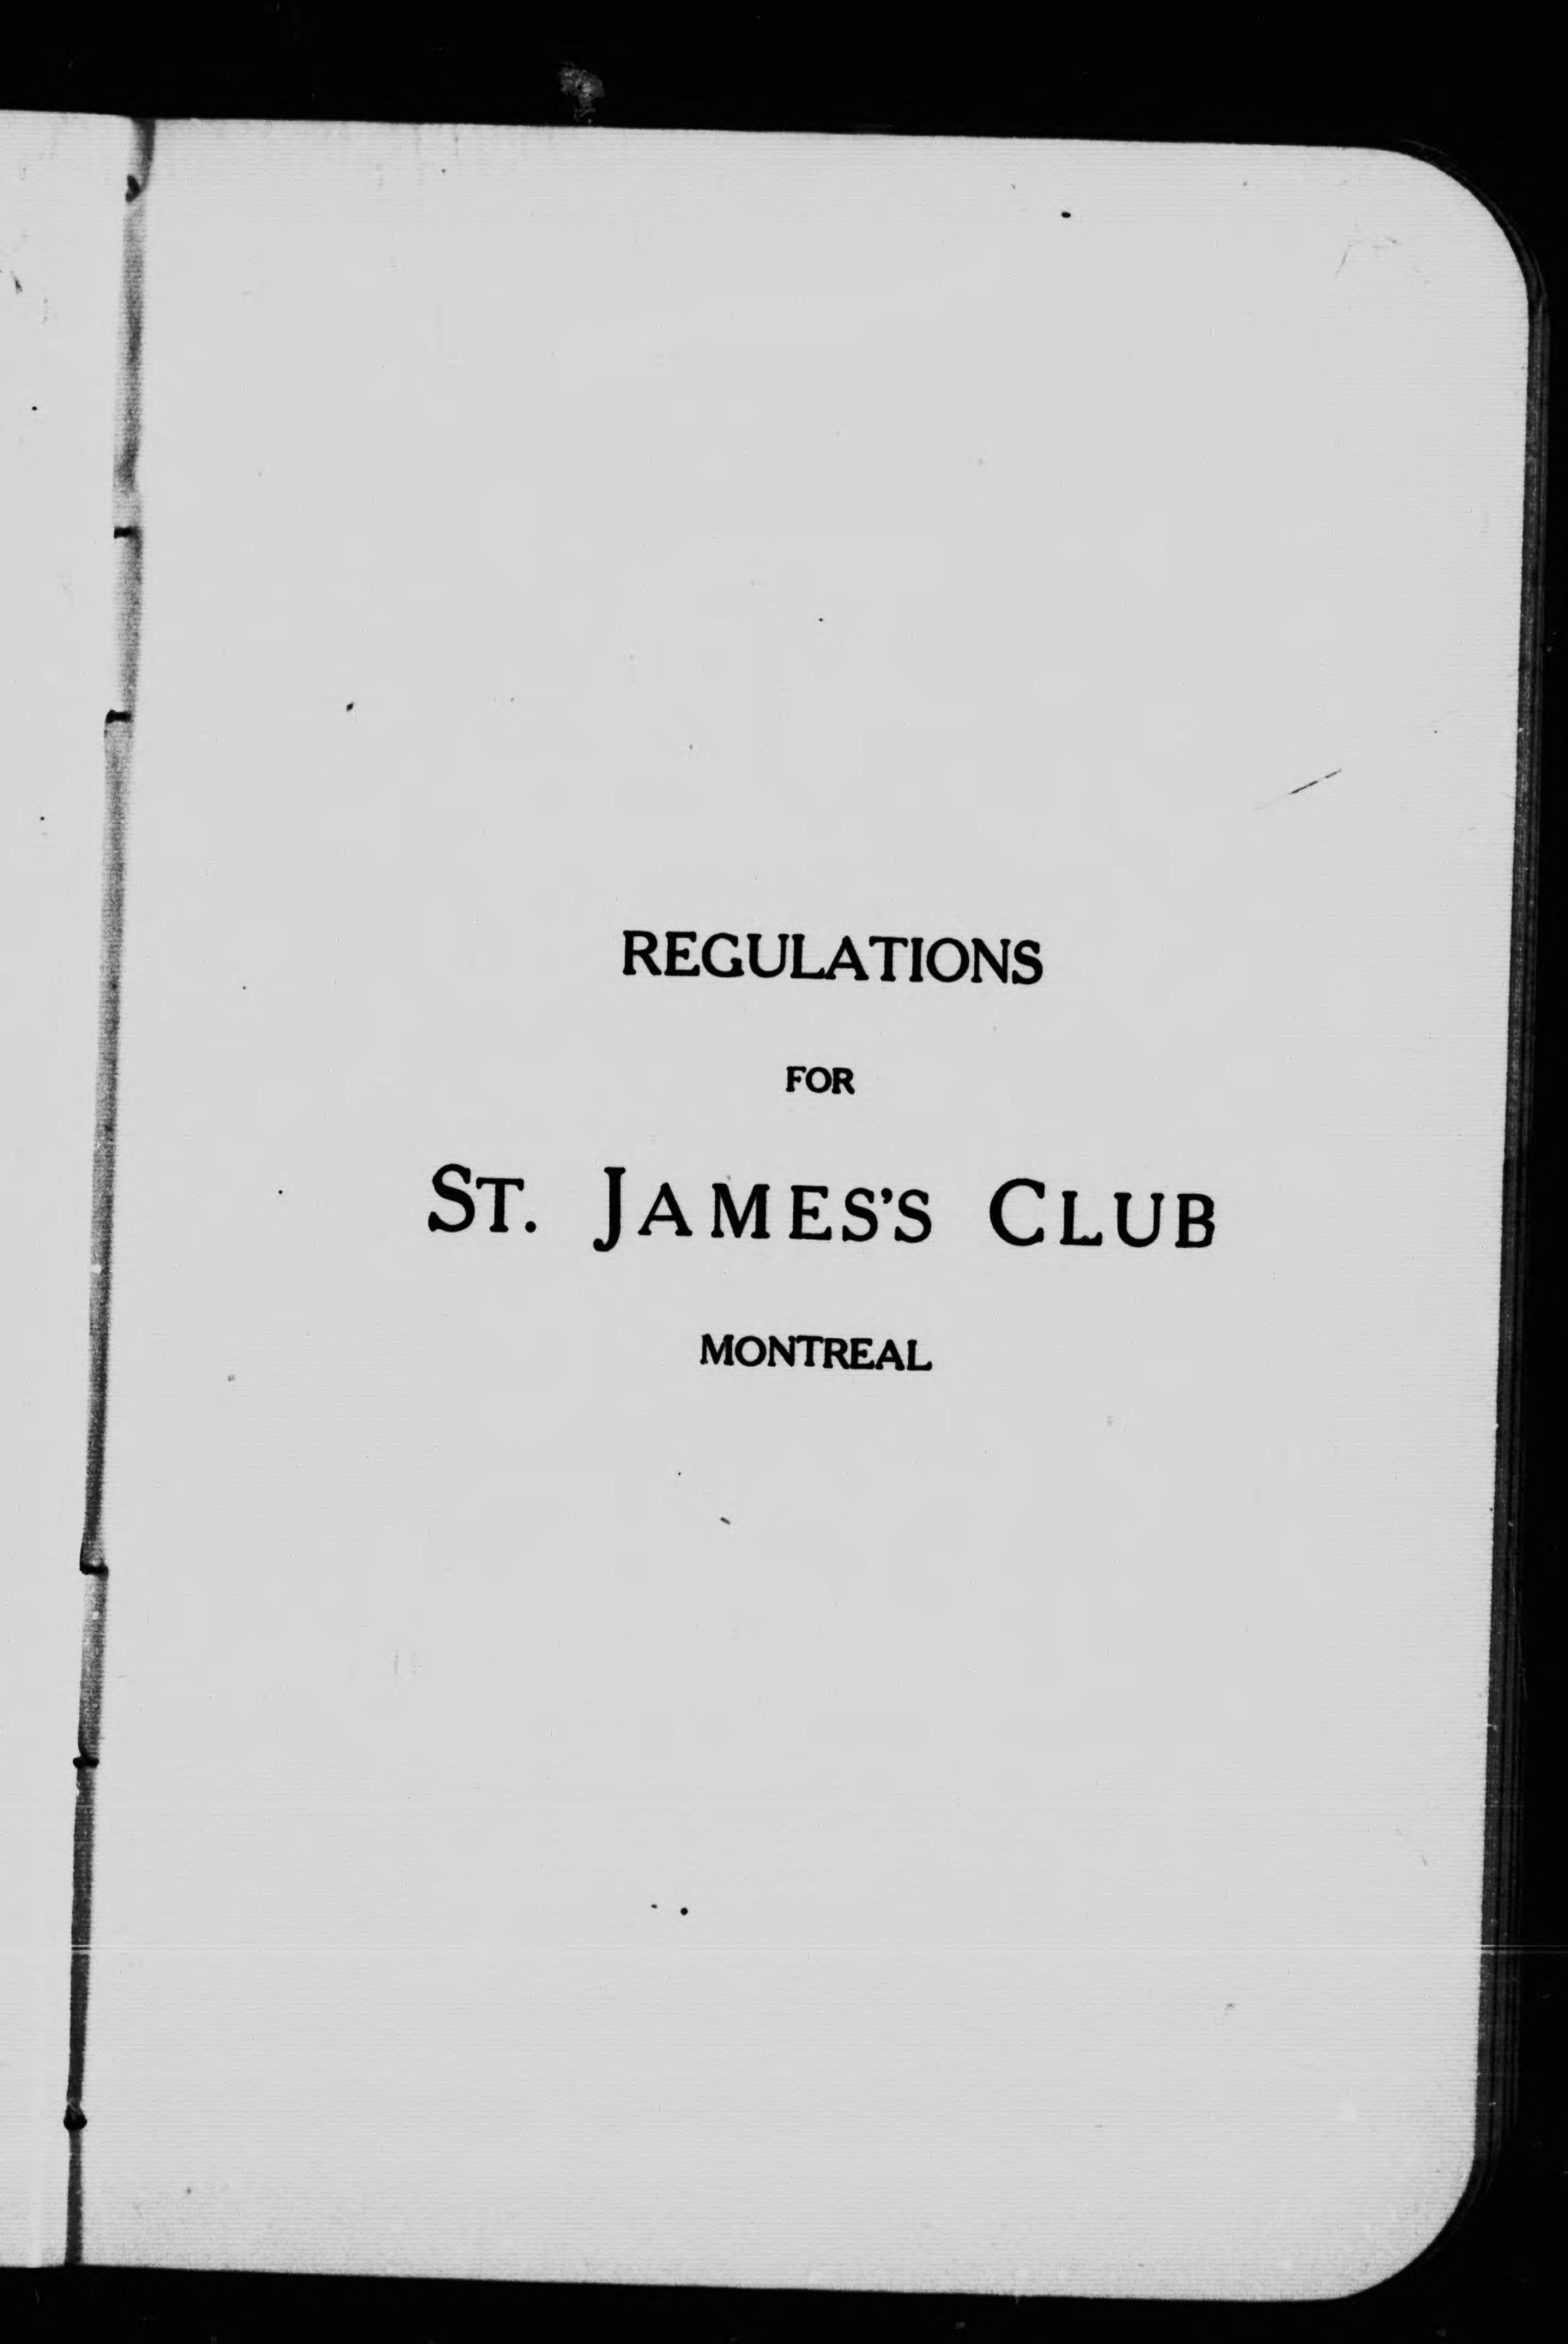 REGULATIONS
FOR
ST. JAMES'S CLUB
MONTREAL